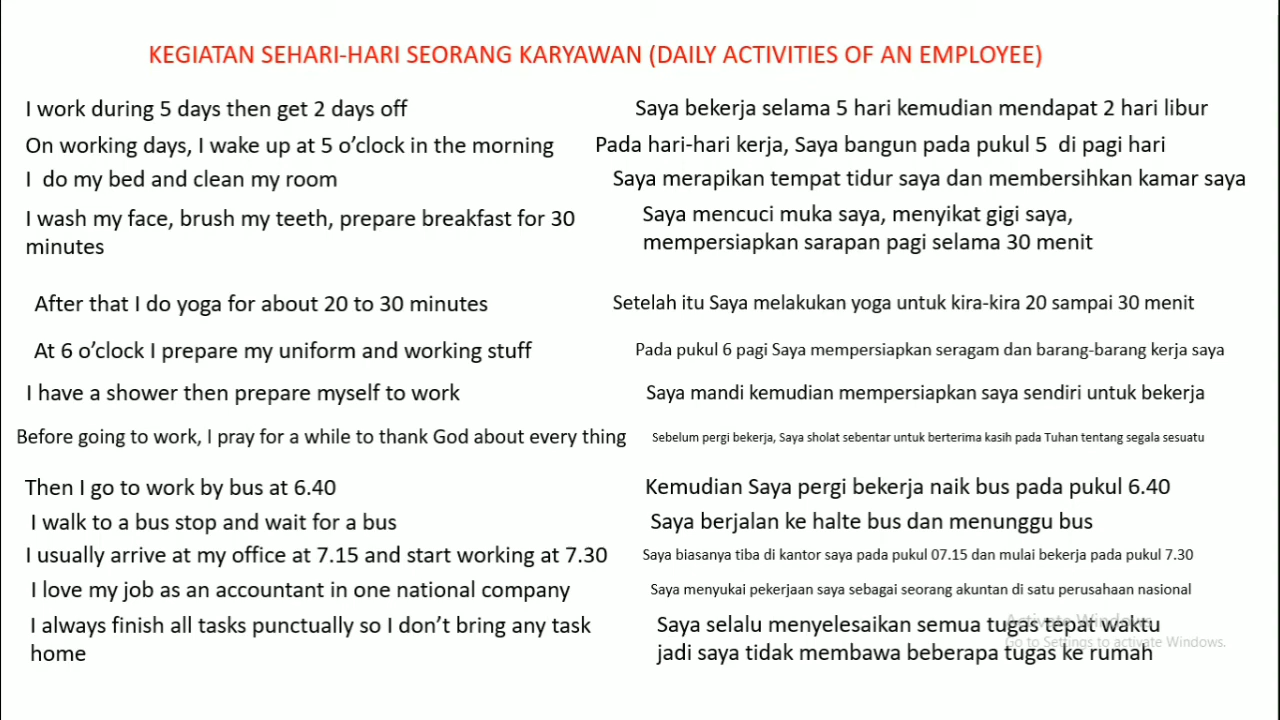 KEGIATAN SEHARI-HARI SEORANG KARYAWAN (DAILY ACTIVITIES OF AN EMPLOYEE)
I work during 5 days then get 2 days off
Saya bekerja selama 5 hari kemudian mendapat 2 hari libur
On working days, I wake up at 5 o’clock in the morning
Pada hari-hari kerja, Saya bangun pada pukul 5 di pagi hari
I do my bed and clean my room
Saya merapikan tempat tidur saya dan membersihkan kamar saya
I wash my face, brush my teeth, prepare breakfast for 30
minutes
Saya mencuci muka saya, menyikat gigi saya,
mempersiapkan sarapan pagi selama 30 menit
After that I do yoga for about 20 to 30 minutes
Setelah itu Saya melakukan yoga untuk kira-kira 20 sampai 30 menit
At 6 o’clock I prepare my uniform and working stuff
Pada pukul 6 pagi Saya mempersiapkan seragam dan barang-barang kerja saya
I have a shower then prepare myself to work
Saya mandi kemudian mempersiapkan saya sendiri untuk bekerja
Before going to work, I pray for a while to thank God about every thing
Sebelum pergi bekerja, Saya sholat sebentar untuk berterima kasih pada Tuhan tentang segala sesuatu
Then I go to work by bus at 6.40
Kemudian Saya pergi bekerja naik bus pada pukul 6.40
I walk to a bus stop and wait for a bus
Saya berjalan ke halte bus dan menunggu bus
I usually arrive at my office at 7.15 and start working at 7.30
Saya biasanya tiba di kantor saya pada pukul 07.15 dan mulai bekerja pada pukul 7.30
I love my job as an accountant in one national company
Saya menyukai pekerjaan saya sebagai seorang akuntan di satu perusahaan nasional
I always finish all tasks punctually so I don’t bring any task
home
Saya selalu menyelesaikan semua tugas tepat waktu
jadi saya tidak membawa beberapa tugas ke rumah
Activate Windows
Go to Settings to activate Windows.